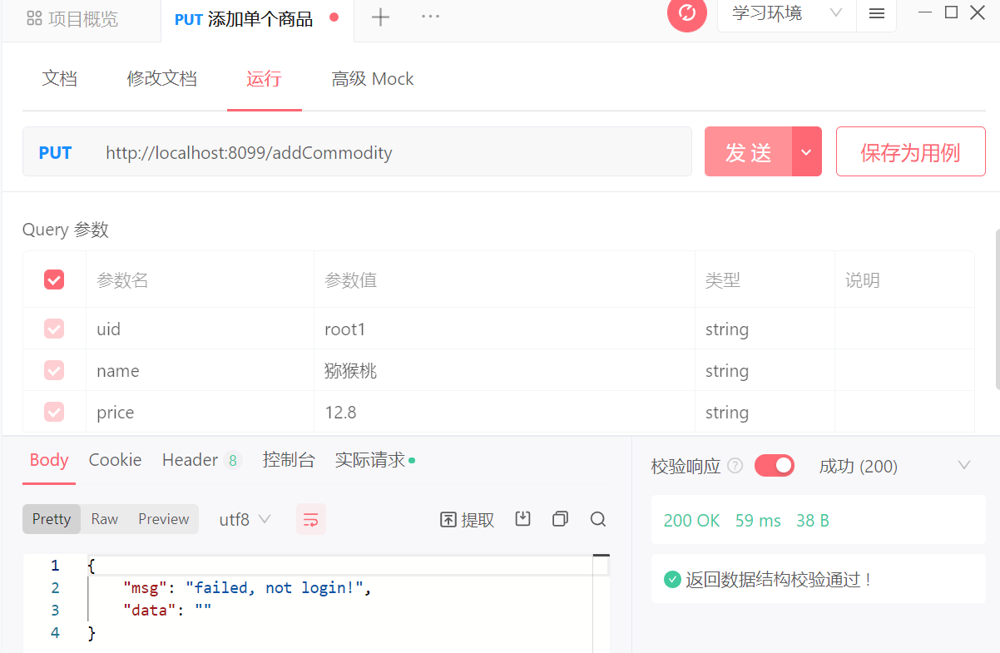 项目概览 PUT 添加单个商品 ··· 学习环境
文档 修改文档 运行 高级 Mock
PUT http://localhost:8099/addCommodity 发 送 保存为用例
Query 参数
参数名 参数值 类型 说明
uid root1 string
name 猕猴桃 string
price 12.8 string
Body Cookie Header 8 控制台 实际请求 校验响应 ? 成功 (200)
Pretty Raw Preview utf8 提取 200 OK 59 ms 38 B
返回数据结构校验通过！
1 {
2 "msg": "failed, not login!",
3 "data": ""
4 }